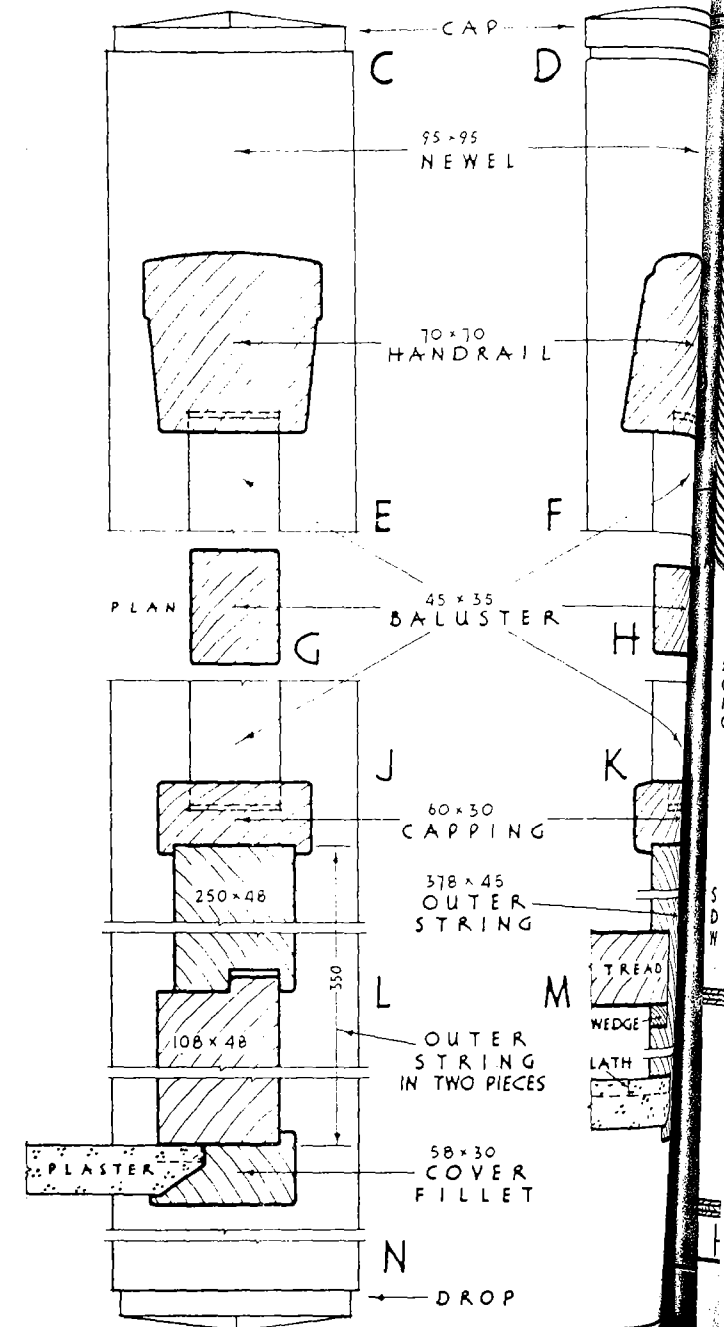 CAP
C
D
95×95
NEWEL
70×70
HANDRAIL
E
F
PLAN
45 × 35
BALUSTER
G
H
J
K
60×30
CAPPING
250×48
378×45
OUTER
STRING
350
L
M
TREAD
WEDGE
108×48
LATH
OUTER
STRING
IN TWO PIECES
PLASTER
58×30
COVER
FILLET
N
DROP
S
D
W